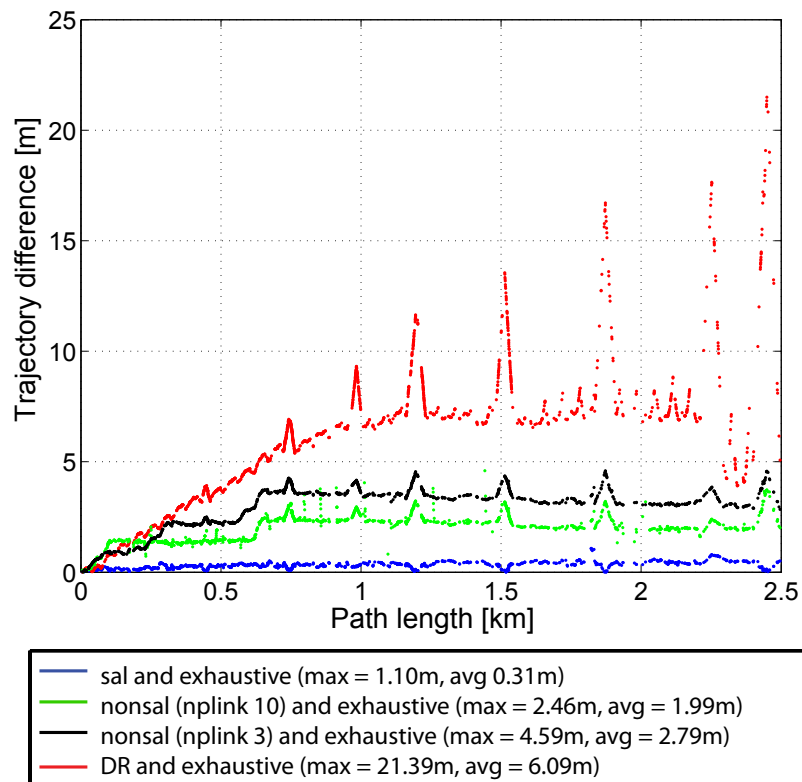 25
20
15
10
5
0
Trajectory difference [m]
0 0.5 1 1.5 2 2.5
Path length [km]
sal and exhaustive (max = 1.10m, avg 0.31m)
nonsal (nplink 10) and exhaustive (max = 2.46m, avg = 1.99m)
nonsal (nplink 3) and exhaustive (max = 4.59m, avg = 2.79m)
DR and exhaustive (max = 21.39m, avg = 6.09m)